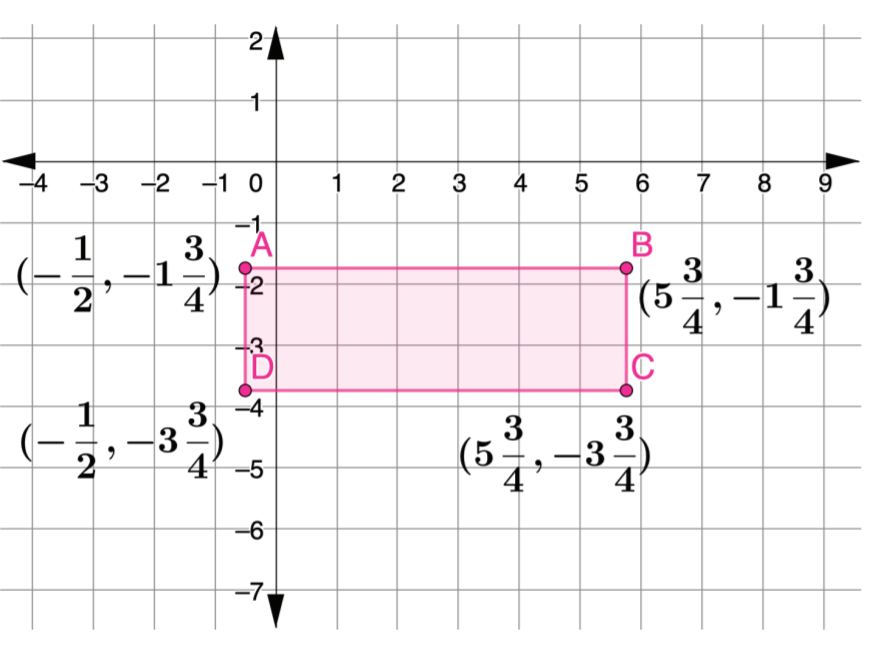 2
1
–4 –3 –2 –1 0 1 2 3 4 5 6 7 8 9
–1
A B
(−1/2, −1 3/4)
–2
(5 3/4, −1 3/4)
–3
D C
–4
(−1/2, −3 3/4)
(5 3/4, −3 3/4)
–5
–6
–7